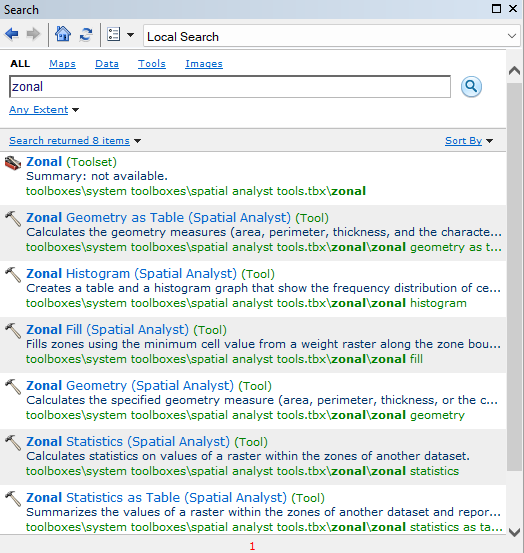 Search
Local Search
ALL Maps Data Tools Images
zonal
Any Extent
Search returned 8 items Sort By
Zonal (Toolset)
Summary: not available.
toolboxes\system toolboxes\spatial analyst tools.tbx\zonal
Zonal Geometry as Table (Spatial Analyst) (Tool)
Calculates the geometry measures (area, perimeter, thickness, and the characte...
toolboxes\system toolboxes\spatial analyst tools.tbx\zonal\zonal geometry as t...
Zonal Histogram (Spatial Analyst) (Tool)
Creates a table and a histogram graph that show the frequency distribution of ce...
toolboxes\system toolboxes\spatial analyst tools.tbx\zonal\zonal histogram
Zonal Fill (Spatial Analyst) (Tool)
Fills zones using the minimum cell value from a weight raster along the zone bou...
toolboxes\system toolboxes\spatial analyst tools.tbx\zonal\zonal fill
Zonal Geometry (Spatial Analyst) (Tool)
Calculates the specified geometry measure (area, perimeter, thickness, or the c...
toolboxes\system toolboxes\spatial analyst tools.tbx\zonal\zonal geometry
Zonal Statistics (Spatial Analyst) (Tool)
Calculates statistics on values of a raster within the zones of another dataset.
toolboxes\system toolboxes\spatial analyst tools.tbx\zonal\zonal statistics
Zonal Statistics as Table (Spatial Analyst) (Tool)
Summarizes the values of a raster within the zones of another dataset and repor...
toolboxes\system toolboxes\spatial analyst tools.tbx\zonal\zonal statistics as ta...
1